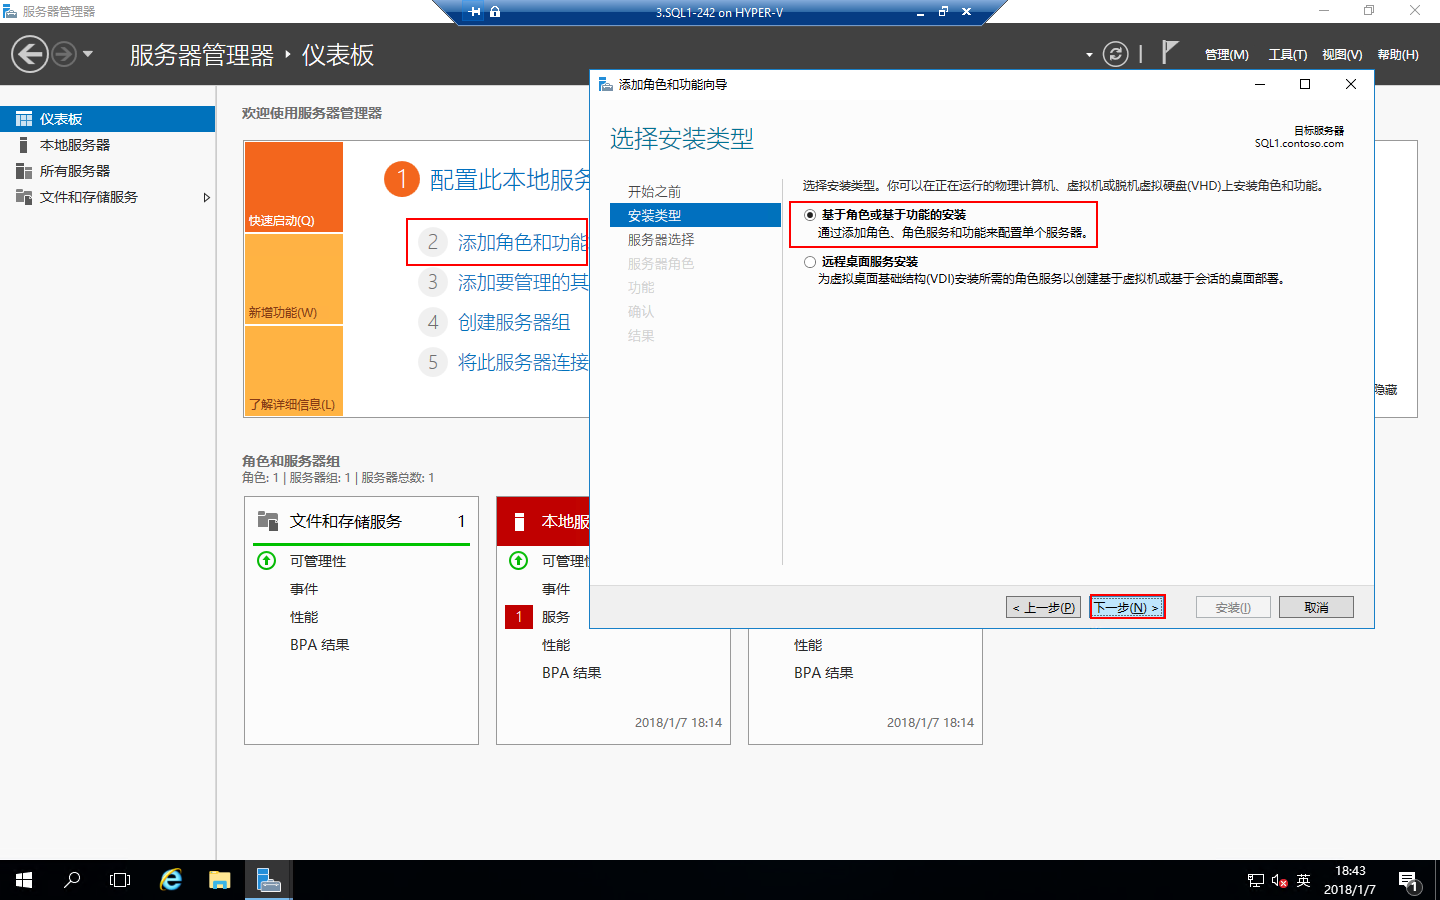 服务器管理器
3.SQL1-242 on HYPER-V
服务器管理器 · 仪表板
管理(M) 工具(T) 视图(V) 帮助(H)
仪表板
本地服务器
所有服务器
文件和存储服务
欢迎使用服务器管理器
快速启动(Q)
新增功能(W)
了解详细信息(L)
1 配置此本地服务
2 添加角色和功能
3 添加要管理的其
4 创建服务器组
5 将此服务器连接
隐藏
角色和服务器组
角色: 1 | 服务器组: 1 | 服务器总数: 1
文件和存储服务 1
可管理性
事件
性能
BPA 结果
本地服
可管理性
事件
1 服务
性能
BPA 结果
2018/1/7 18:14
性能
BPA 结果
2018/1/7 18:14
添加角色和功能向导
选择安装类型
目标服务器
SQL1.contoso.com
开始之前
安装类型
服务器选择
服务器角色
功能
确认
结果
选择安装类型。你可以在正在运行的物理计算机、虚拟机或脱机虚拟硬盘(VHD)上安装角色和功能。
基于角色或基于功能的安装
通过添加角色、角色服务和功能来配置单个服务器。
远程桌面服务安装
为虚拟桌面基础结构(VDI)安装所需的角色服务以创建基于虚拟机或基于会话的桌面部署。
< 上一步(P) 下一步(N) > 安装(I) 取消
英
18:43
2018/1/7
1